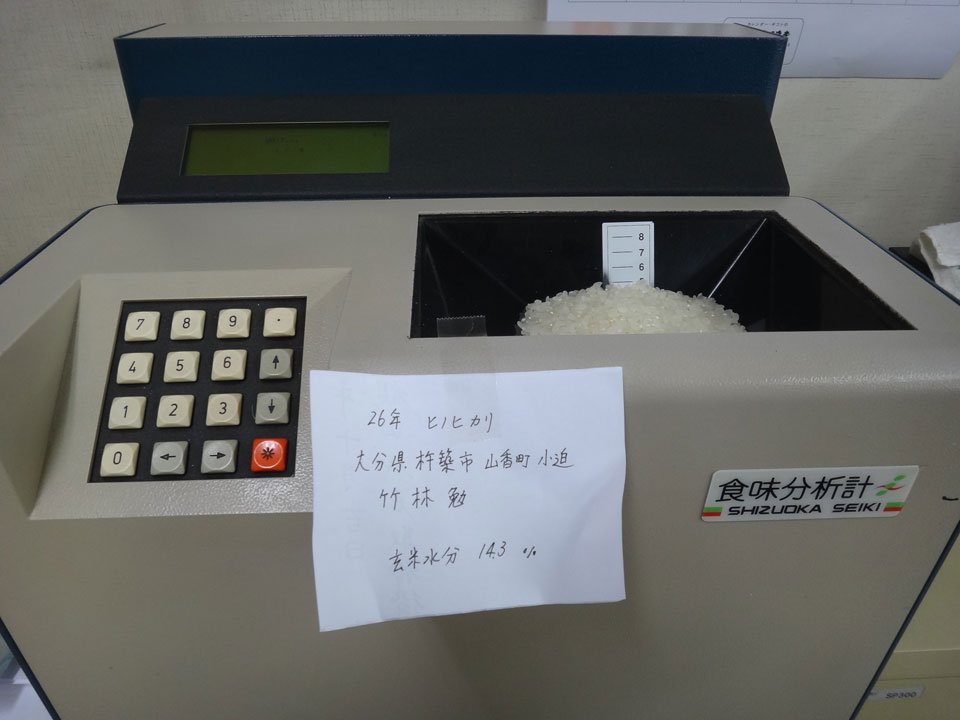 WAIT...
8
7
6
7 8 9 .
4 5 6 ↑
1 2 3 ↓
0 ← → *
26年 ヒノヒカリ
大分県 杵築市 山香町 小迫
竹林 勉
玄米水分 14.3 %
食味分析計
SHIZUOKA SEIKI
SP300